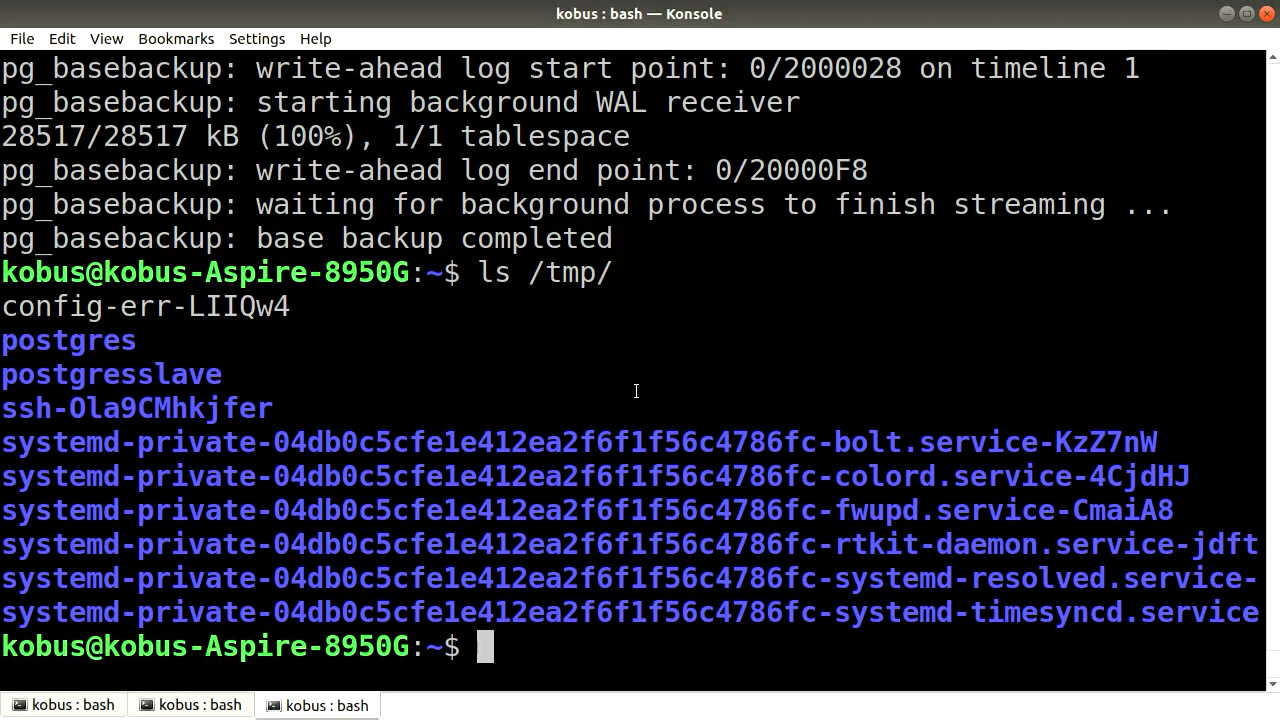 kobus : bash — Konsole
File Edit View Bookmarks Settings Help
pg_basebackup: write-ahead log start point: 0/2000028 on timeline 1
pg_basebackup: starting background WAL receiver
28517/28517 kB (100%), 1/1 tablespace
pg_basebackup: write-ahead log end point: 0/20000F8
pg_basebackup: waiting for background process to finish streaming ...
pg_basebackup: base backup completed
kobus@kobus-Aspire-8950G:~$ ls /tmp/
config-err-LIIQw4
postgres
postgresslave
ssh-Ola9CMhkjfer
systemd-private-04db0c5cfe1e412ea2f6f1f56c4786fc-bolt.service-KzZ7nW
systemd-private-04db0c5cfe1e412ea2f6f1f56c4786fc-colord.service-4CjdHJ
systemd-private-04db0c5cfe1e412ea2f6f1f56c4786fc-fwupd.service-CmaiA8
systemd-private-04db0c5cfe1e412ea2f6f1f56c4786fc-rtkit-daemon.service-jdft
systemd-private-04db0c5cfe1e412ea2f6f1f56c4786fc-systemd-resolved.service-
systemd-private-04db0c5cfe1e412ea2f6f1f56c4786fc-systemd-timesyncd.service
kobus@kobus-Aspire-8950G:~$
kobus : bash kobus : bash kobus : bash